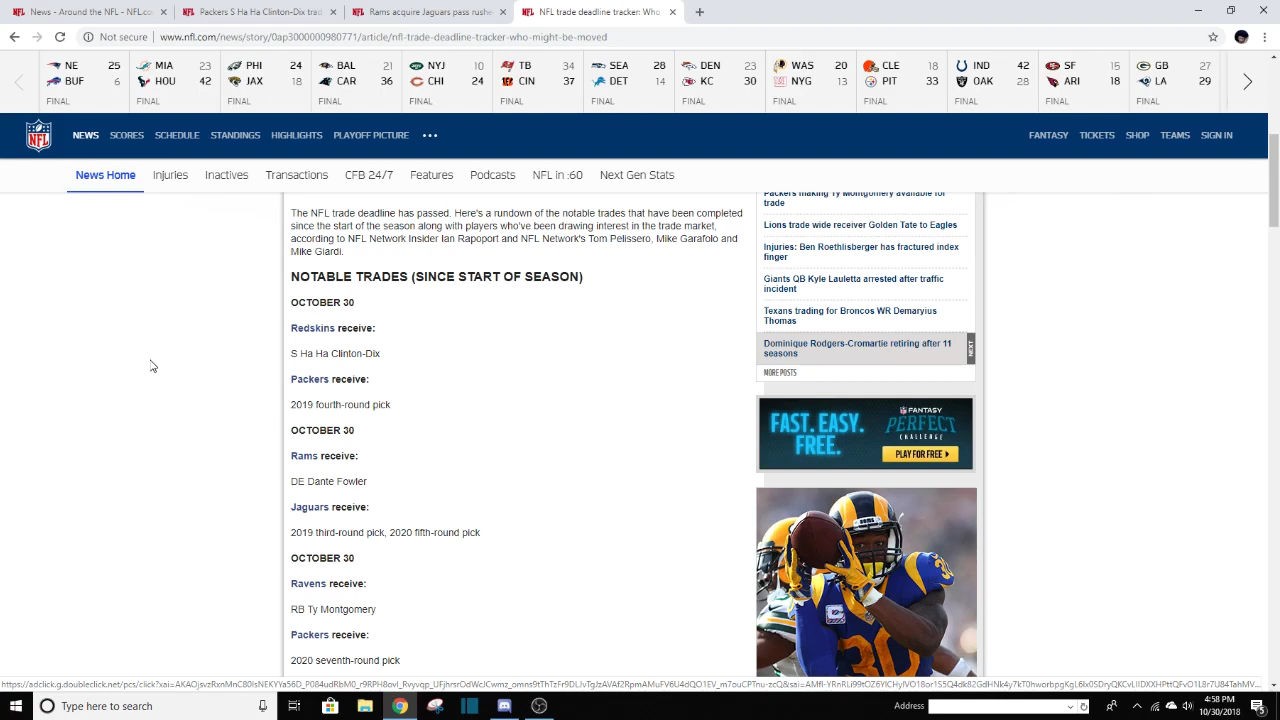 News - Around the NFL - NFL.co
Packers S Ha Ha Clinton-Dix trad
Rams acquire Jaguars pass rushe
NFL trade deadline tracker: Who
Not secure | www.nfl.com/news/story/0ap3000000980771/article/nfl-trade-deadline-tracker-who-might-be-moved
NE 25
BUF 6
FINAL
MIA 23
HOU 42
FINAL
PHI 24
JAX 18
FINAL
BAL 21
CAR 36
FINAL
NYJ 10
CHI 24
FINAL
TB 34
CIN 37
FINAL
SEA 28
DET 14
FINAL
DEN 23
KC 30
FINAL
WAS 20
NYG 13
FINAL
CLE 18
PIT 33
FINAL
IND 42
OAK 28
FINAL
SF 15
ARI 18
FINAL
GB 27
LA 29
FINAL
NFL
NEWS SCORES SCHEDULE STANDINGS HIGHLIGHTS PLAYOFF PICTURE
FANTASY TICKETS SHOP TEAMS SIGN IN
News Home Injuries Inactives Transactions CFB 24/7 Features Podcasts NFL in :60 Next Gen Stats
The NFL trade deadline has passed. Here's a rundown of the notable trades that have been completed
since the start of the season along with players who've been drawing interest in the trade market,
according to NFL Network Insider Ian Rapoport and NFL Network's Tom Pelissero, Mike Garafolo and
Mike Giardi.
NOTABLE TRADES (SINCE START OF SEASON)
OCTOBER 30
Redskins receive:
S Ha Ha Clinton-Dix
Packers receive:
2019 fourth-round pick
OCTOBER 30
Rams receive:
DE Dante Fowler
Jaguars receive:
2019 third-round pick, 2020 fifth-round pick
OCTOBER 30
Ravens receive:
RB Ty Montgomery
Packers receive:
2020 seventh-round pick
Packers making Ty Montgomery available for
trade
Lions trade wide receiver Golden Tate to Eagles
Injuries: Ben Roethlisberger has fractured index
finger
Giants QB Kyle Lauletta arrested after traffic
incident
Texans trading for Broncos WR Demaryius
Thomas
Dominique Rodgers-Cromartie retiring after 11
seasons
NEXT
MORE POSTS
FAST. EASY.
FREE.
NFL FANTASY
PERFECT
CHALLENGE
PLAY FOR FREE
30
Type here to search
Address
4:58 PM
10/30/2018